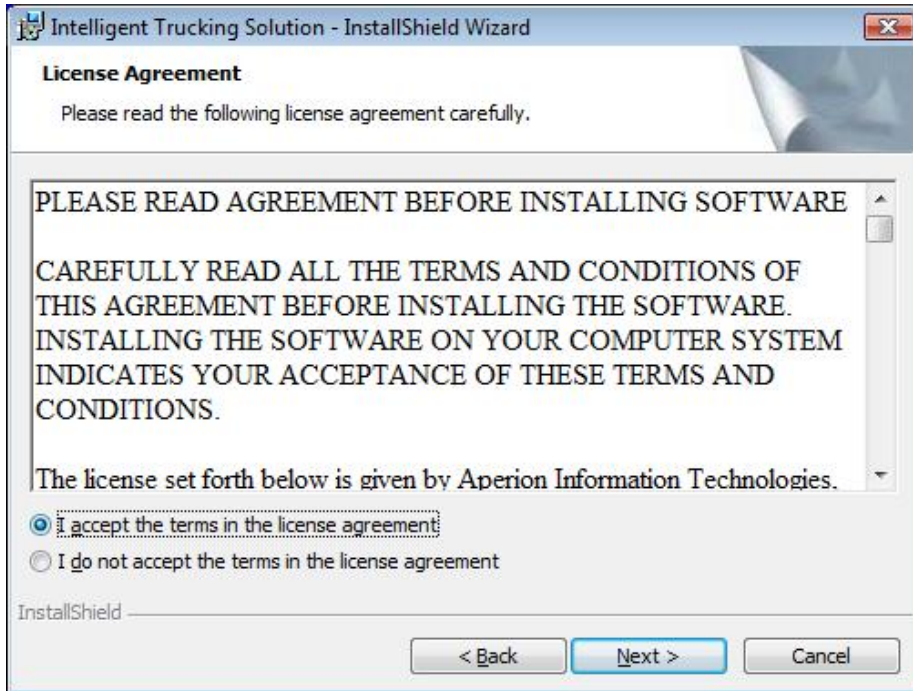 Intelligent Trucking Solution - InstallShield Wizard
License Agreement
Please read the following license agreement carefully.
PLEASE READ AGREEMENT BEFORE INSTALLING SOFTWARE
CAREFULLY READ ALL THE TERMS AND CONDITIONS OF
THIS AGREEMENT BEFORE INSTALLING THE SOFTWARE.
INSTALLING THE SOFTWARE ON YOUR COMPUTER SYSTEM
INDICATES YOUR ACCEPTANCE OF THESE TERMS AND
CONDITIONS.
The license set forth below is given by Aperion Information Technologies,
I accept the terms in the license agreement
I do not accept the terms in the license agreement
InstallShield
< Back Next > Cancel